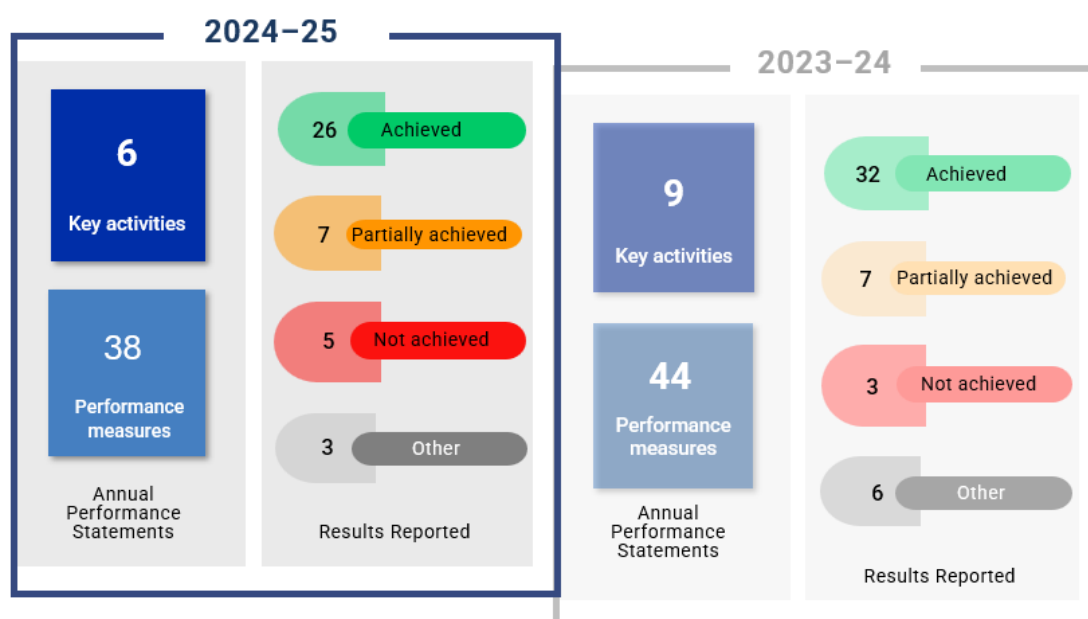 2024–25
6
Key activities
38
Performance
measures
Annual
Performance
Statements
26 Achieved
7 Partially achieved
5 Not achieved
3 Other
Results Reported
2023–24
9
Key activities
44
Performance
measures
Annual
Performance
Statements
32 Achieved
7 Partially achieved
3 Not achieved
6 Other
Results Reported